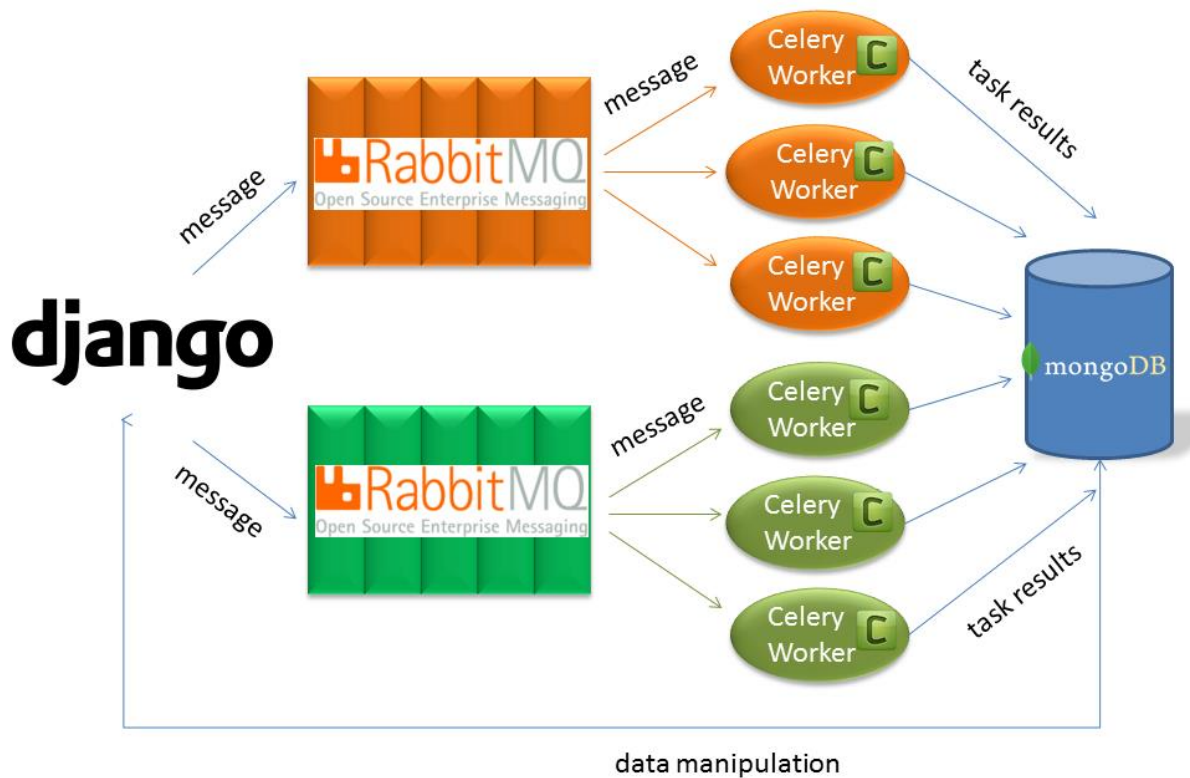 django
message
message
RabbitMQ
Open Source Enterprise Messaging
RabbitMQ
Open Source Enterprise Messaging
message
message
Celery
Worker
C
Celery
Worker
C
Celery
Worker
C
Celery
Worker
C
Celery
Worker
C
Celery
Worker
C
task results
task results
mongoDB
data manipulation